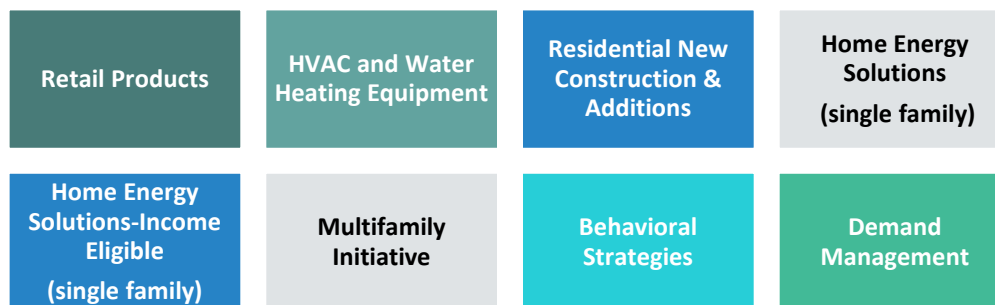 Retail Products
HVAC and Water
Heating Equipment
Residential New
Construction &
Additions
Home Energy
Solutions
(single family)
Home Energy
Solutions-Income
Eligible
(single family)
Multifamily
Initiative
Behavioral
Strategies
Demand
Management